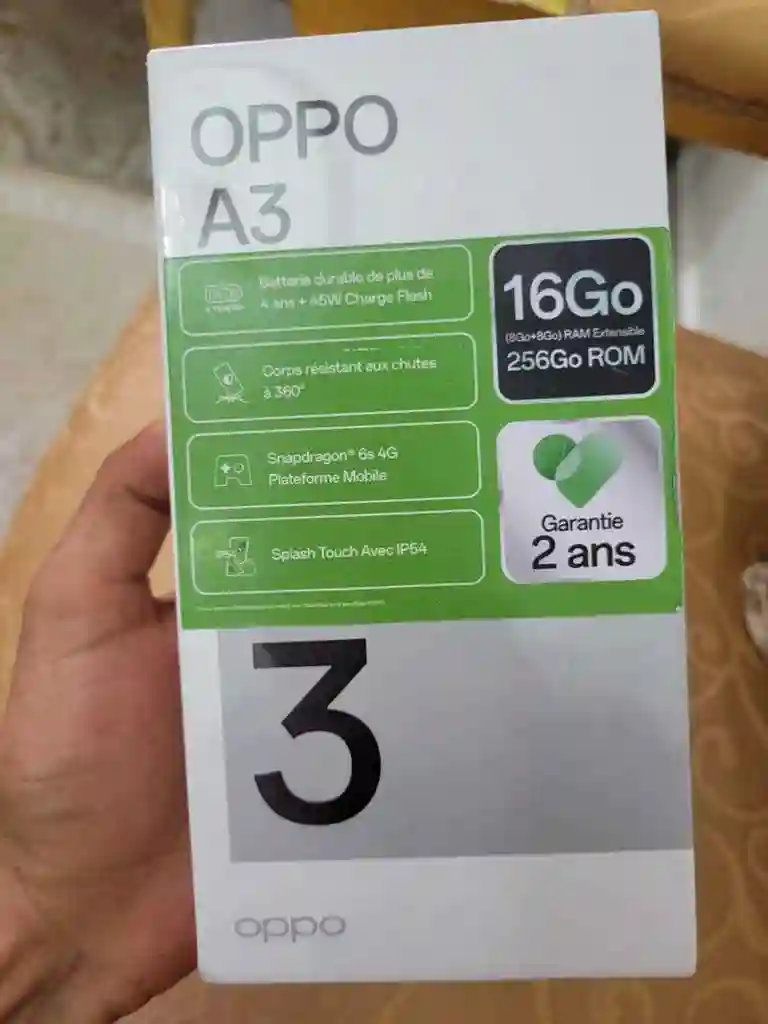 OPPO
A3
Batterie durable de plus de
4 ans + 45W Charge Flash
Corps résistant aux chutes
à 360°
Snapdragon® 6s 4G
Plateforme Mobile
IP54
Splash Touch Avec IP54
16Go
(8Go+8Go) RAM Extensible
256Go ROM
Garantie
2 ans
3
oppo